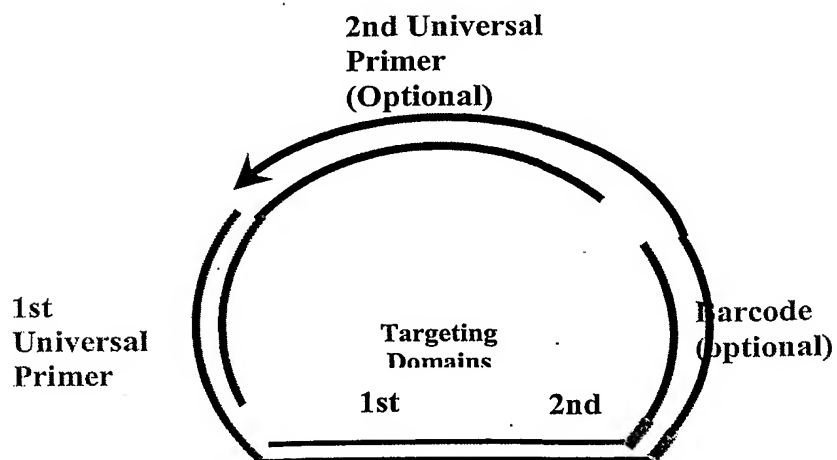 2nd Universal
Primer
(Optional)
1st
Universal
Primer
Barcode
(optional)
Targeting
Domains
1st
2nd